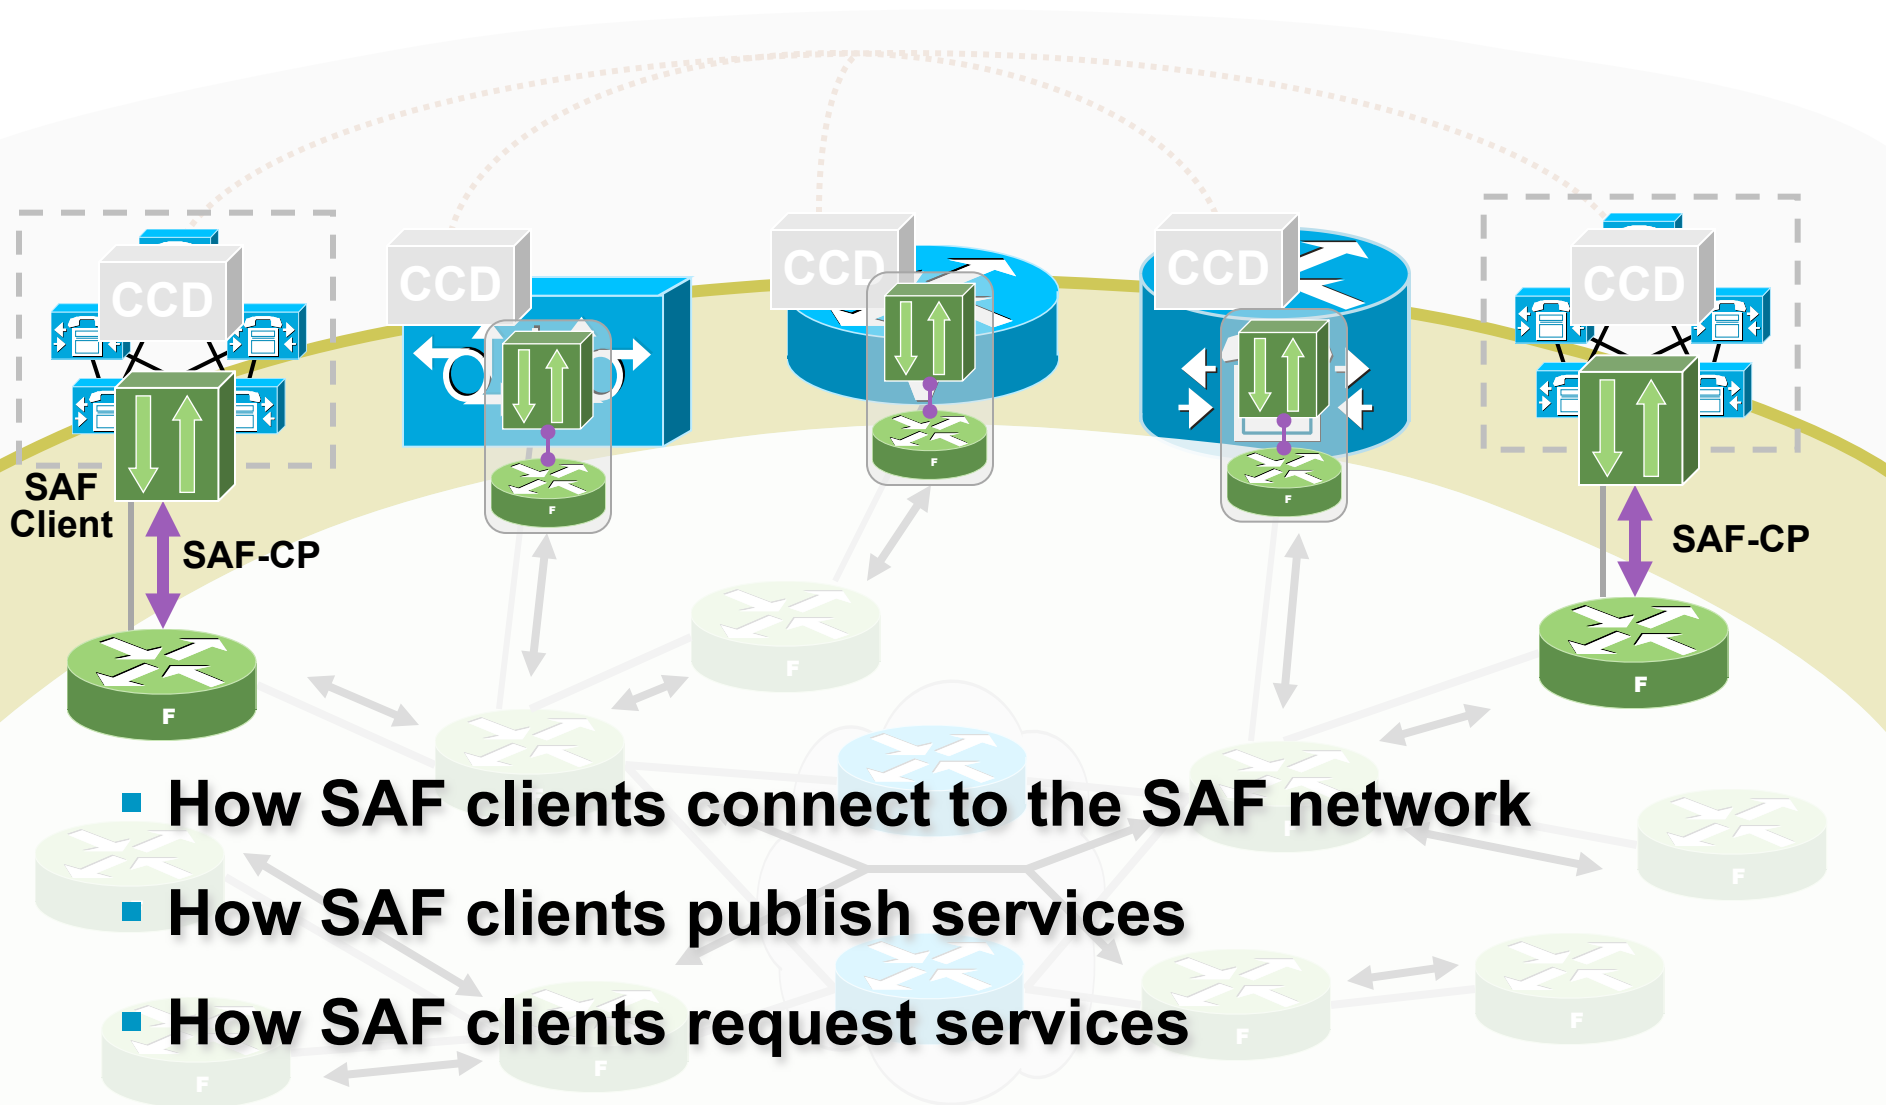 CCD
CCD
CCD
CCD
CCD
SAF
Client
SAF-CP
SAF-CP
F
F
F
F
F
F
▪ How SAF clients connect to the SAF network
F
F
▪ How SAF clients publish services
▪ How SAF clients request services
F
F
F
F